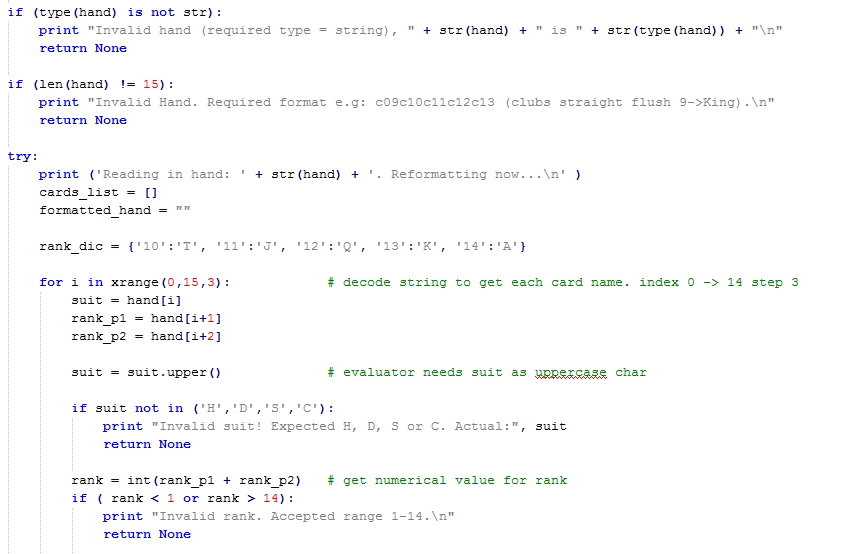 if (type(hand) is not str):
    print "Invalid hand (required type = string), " + str(hand) + " is " + str(type(hand)) + "\n"
    return None

if (len(hand) != 15):
    print "Invalid Hand. Required format e.g: c09c10c11c12c13 (clubs straight flush 9->King).\n"
    return None

try:
    print ('Reading in hand: ' + str(hand) + '. Reformatting now...\n' )
    cards_list = []
    formatted_hand = ""

    rank_dic = {'10':'T', '11':'J', '12':'Q', '13':'K', '14':'A'}

    for i in xrange(0,15,3):            # decode string to get each card name. index 0 -> 14 step 3
        suit = hand[i]
        rank_p1 = hand[i+1]
        rank_p2 = hand[i+2]

        suit = suit.upper()             # evaluator needs suit as uppercase char

        if suit not in ('H','D','S','C'):
            print "Invalid suit! Expected H, D, S or C. Actual:", suit
            return None

        rank = int(rank_p1 + rank_p2)   # get numerical value for rank
        if ( rank < 1 or rank > 14):
            print "Invalid rank. Accepted range 1-14.\n"
            return None